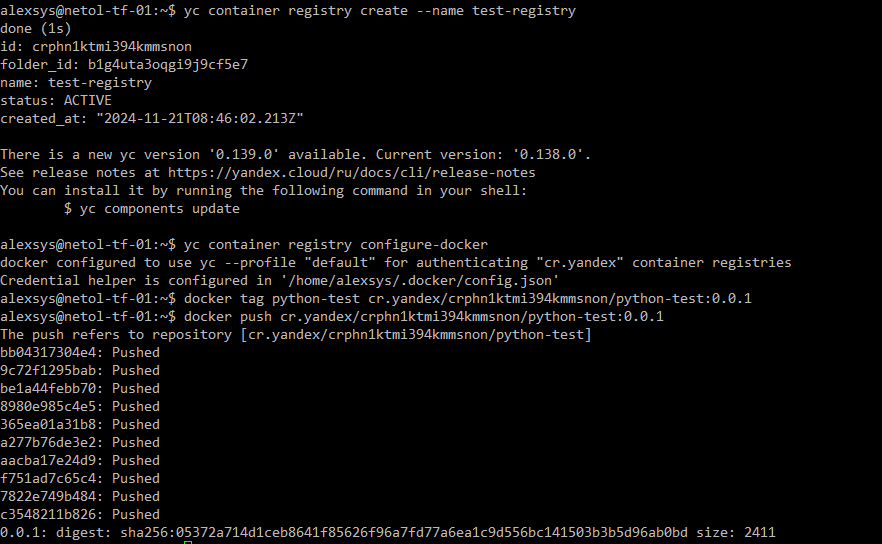 alexsys@netol-tf-01:~$ yc container registry create --name test-registry
done (1s)
id: crphn1ktmi394kmmsnon
folder_id: b1g4uta3oqgi9j9cf5e7
name: test-registry
status: ACTIVE
created_at: "2024-11-21T08:46:02.213Z"

There is a new yc version '0.139.0' available. Current version: '0.138.0'.
See release notes at https://yandex.cloud/ru/docs/cli/release-notes
You can install it by running the following command in your shell:
        $ yc components update

alexsys@netol-tf-01:~$ yc container registry configure-docker
docker configured to use yc --profile "default" for authenticating "cr.yandex" container registries
Credential helper is configured in '/home/alexsys/.docker/config.json'
alexsys@netol-tf-01:~$ docker tag python-test cr.yandex/crphn1ktmi394kmmsnon/python-test:0.0.1
alexsys@netol-tf-01:~$ docker push cr.yandex/crphn1ktmi394kmmsnon/python-test:0.0.1
The push refers to repository [cr.yandex/crphn1ktmi394kmmsnon/python-test]
bb04317304e4: Pushed
9c72f1295bab: Pushed
be1a44febb70: Pushed
8980e985c4e5: Pushed
365ea01a31b8: Pushed
a277b76de3e2: Pushed
aacba17e24d9: Pushed
f751ad7c65c4: Pushed
7822e749b484: Pushed
c3548211b826: Pushed
0.0.1: digest: sha256:05372a714d1ceb8641f85626f96a7fd77a6ea1c9d556bc141503b3b5d96ab0bd size: 2411